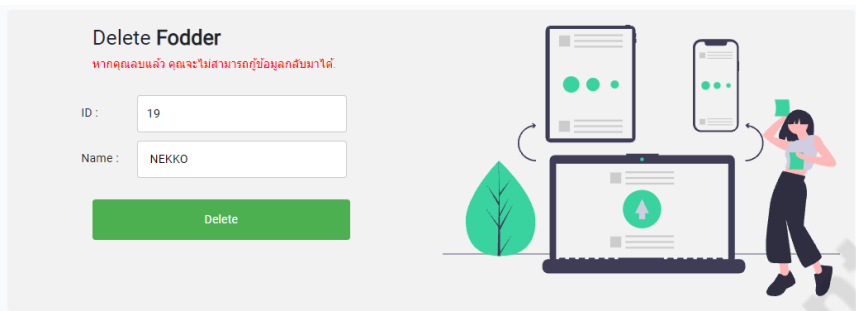 Delete Fodder
หากคุณลบแล้ว คุณจะไม่สามารถกู้ข้อมูลกลับมาได้.
ID : 19
Name : NEKKO
Delete